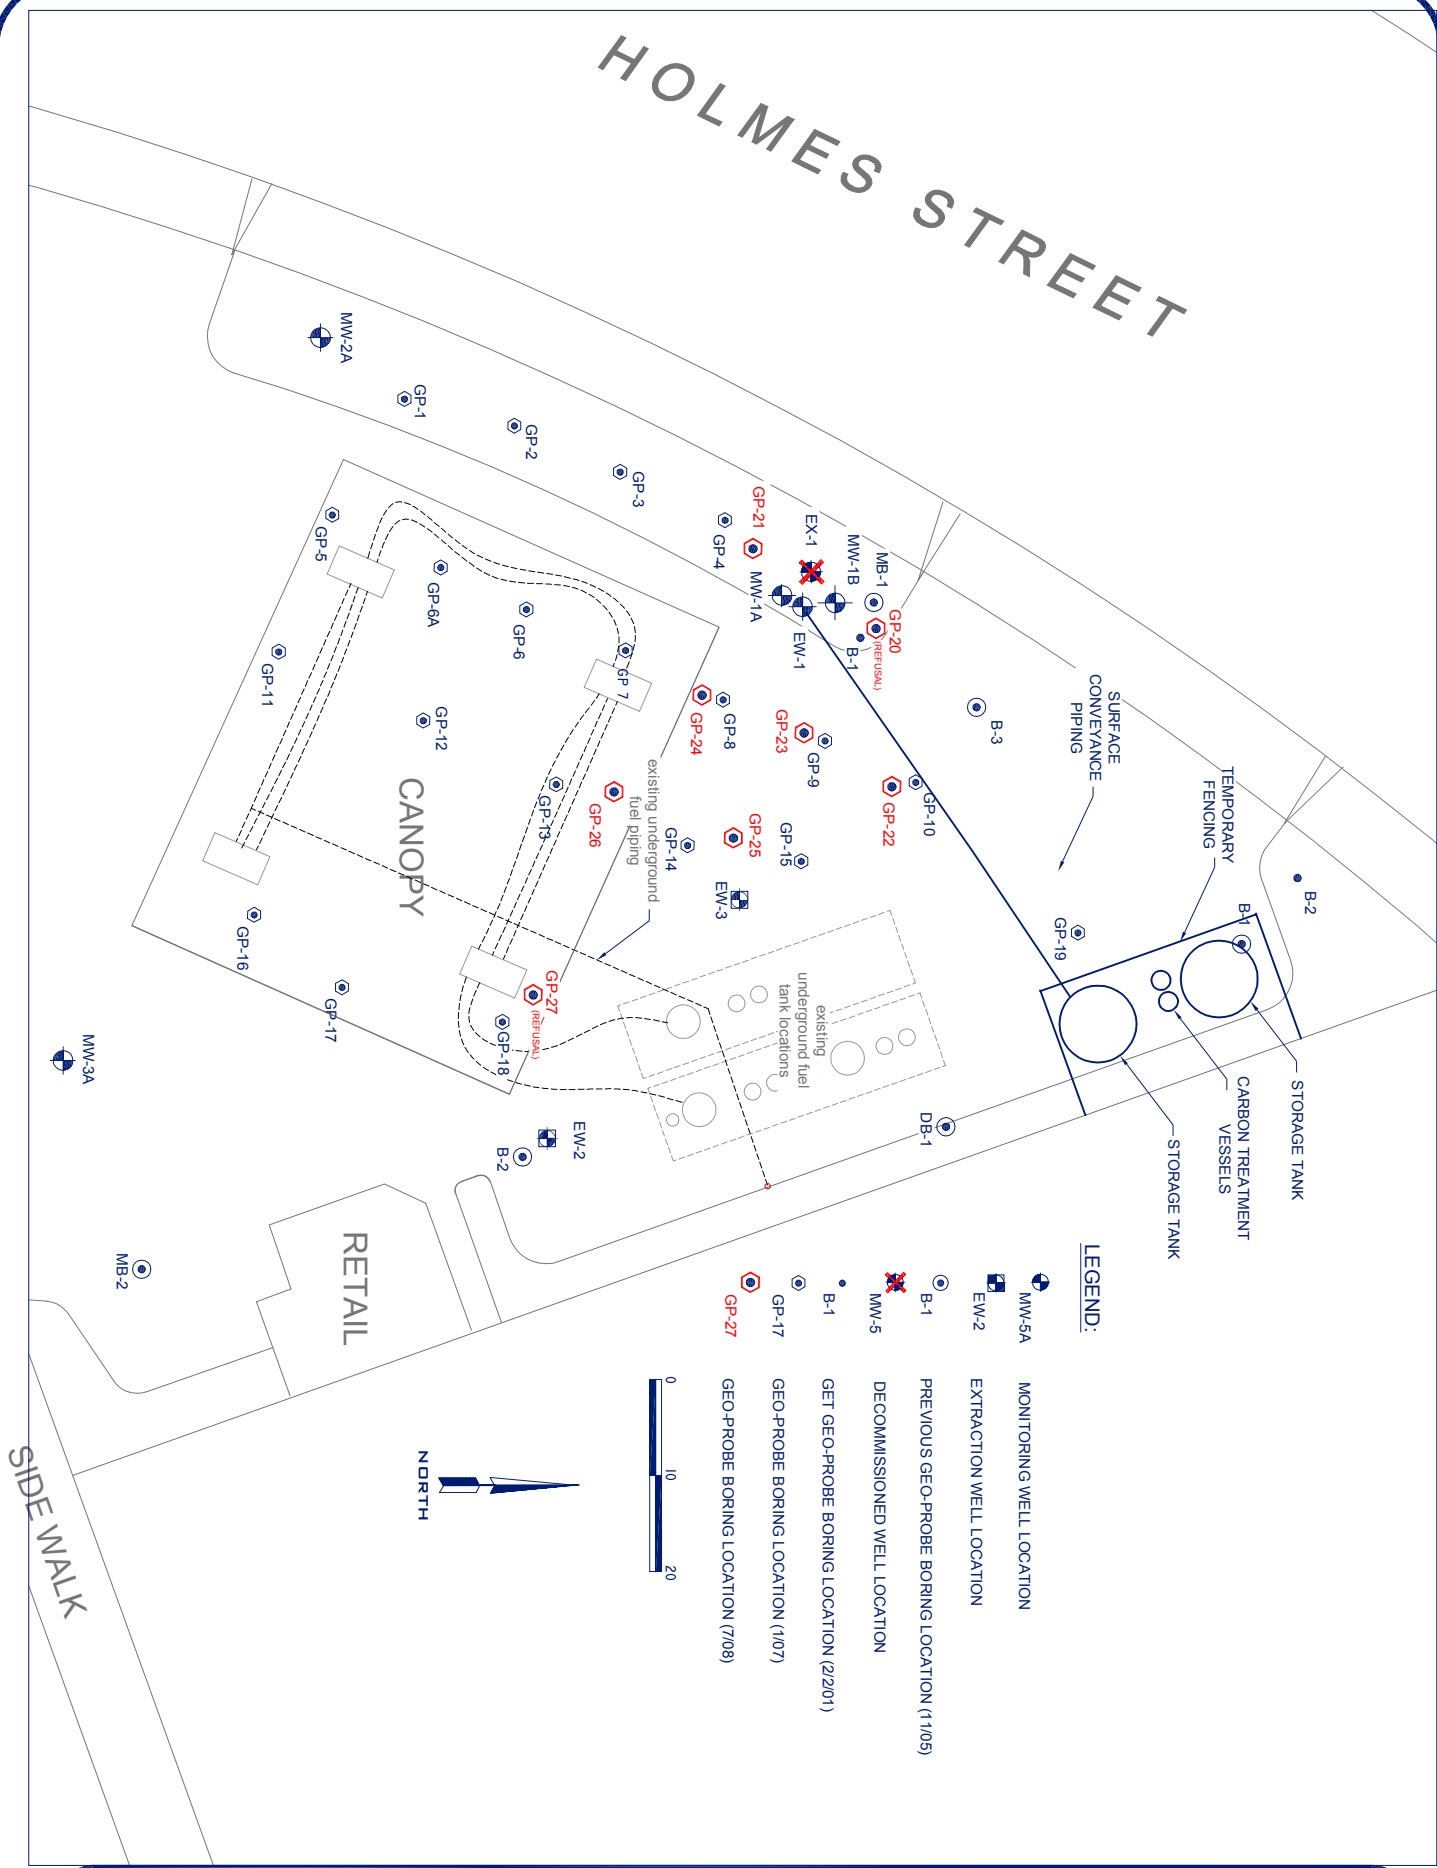 HOLMES STREET
MW-2A
GP-1
GP-2
GP-3
GP-4
GP-21
EX-1
MW-1B
MB-1
GP-20
(REFUSAL)
MW-1A
EW-1
B-1
B-3
SURFACE
CONVEYANCE
PIPING
TEMPORARY
FENCING
B-2
B-1
GP-5
GP-6A
GP-6
GP 7
GP-8
GP-24
GP-23
GP-9
GP-10
GP-22
GP-11
GP-12
CANOPY
GP-13
GP-26
existing underground
fuel piping
GP-14
GP-25
GP-15
EW-3
GP-19
GP-16
GP-17
GP-27
(REFUSAL)
GP-18
existing
underground fuel
tank locations
MW-3A
EW-2
B-2
DB-1
STORAGE TANK
CARBON TREATMENT
VESSELS
STORAGE TANK
MB-2
RETAIL
SIDE WALK
LEGEND:
MW-5A MONITORING WELL LOCATION
EW-2 EXTRACTION WELL LOCATION
B-1 PREVIOUS GEO-PROBE BORING LOCATION (11/05)
MW-5 DECOMMISSIONED WELL LOCATION
B-1 GET GEO-PROBE BORING LOCATION (2/2/01)
GP-17 GEO-PROBE BORING LOCATION (1/07)
GP-27 GEO-PROBE BORING LOCATION (7/08)
0 10 20
NORTH